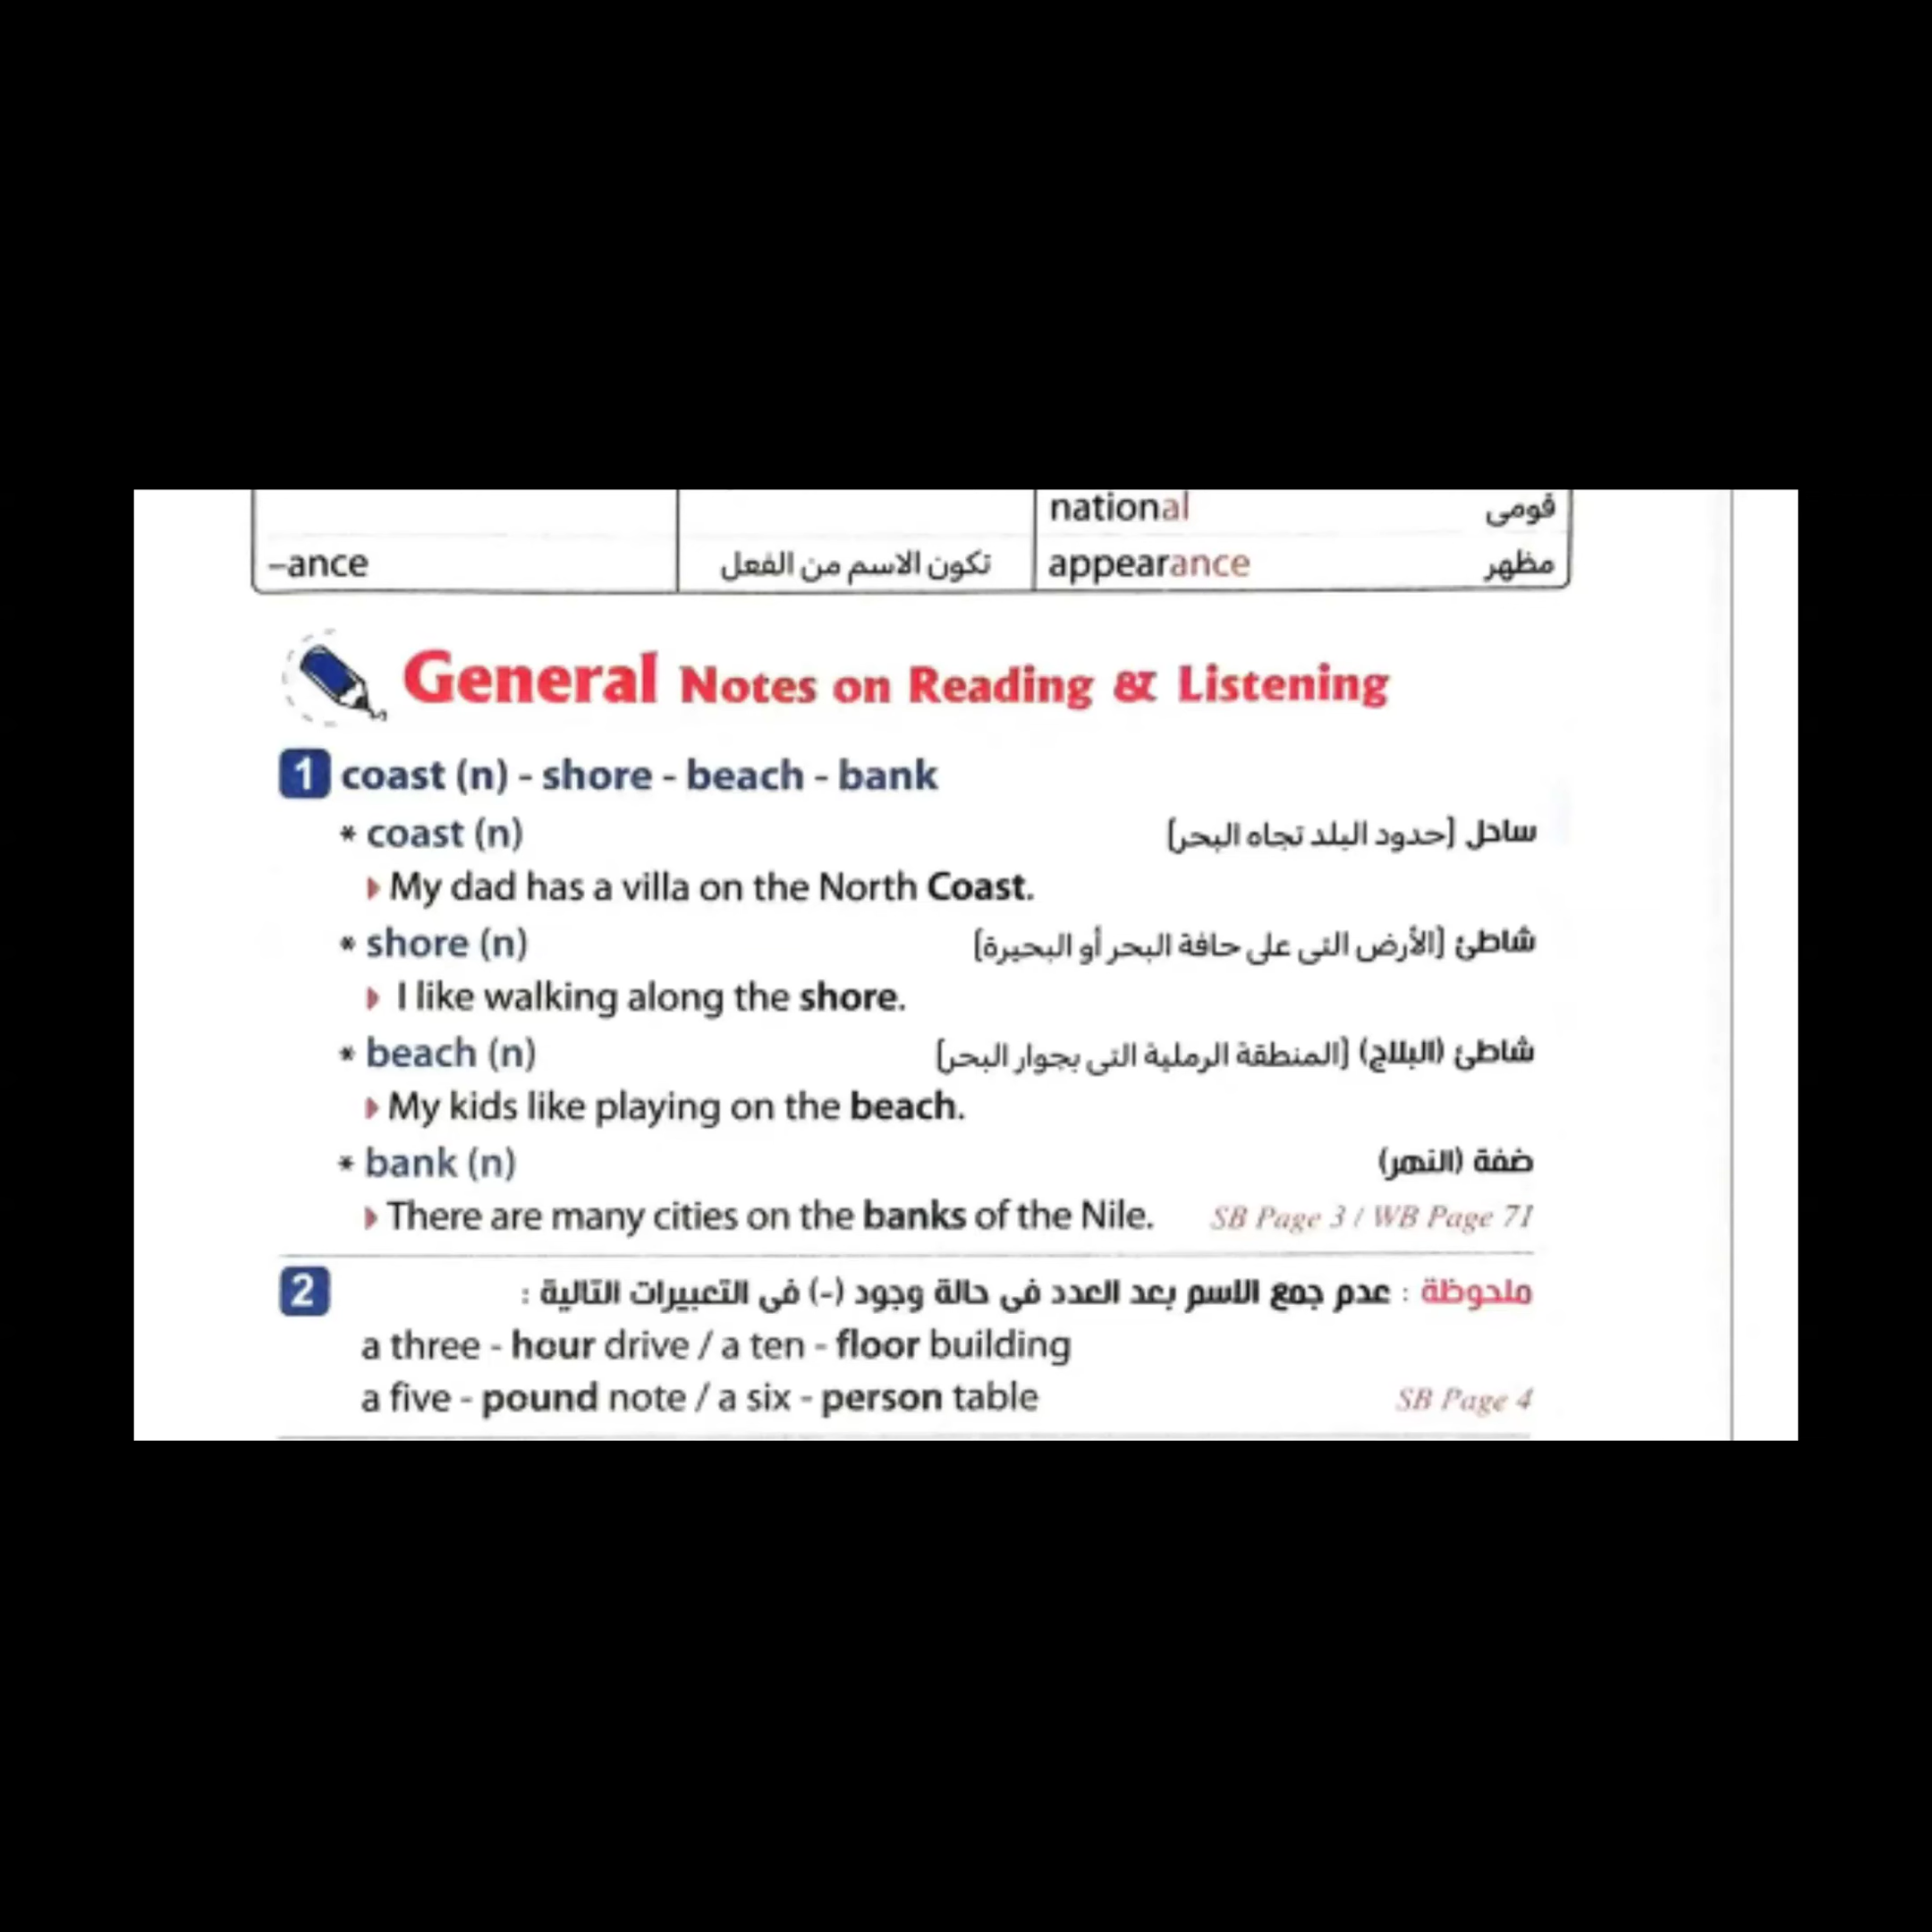 national قومى
–ance تكون الاسم من الفعل appearance مظهر
General Notes on Reading & Listening
1 coast (n) - shore - beach - bank
* coast (n) ساحل [حدود البلد تجاه البحر]
My dad has a villa on the North Coast.
* shore (n) شاطئ [الأرض التى على حافة البحر أو البحيرة]
I like walking along the shore.
* beach (n) شاطئ (البلاج) [المنطقة الرملية التى بجوار البحر]
My kids like playing on the beach.
* bank (n) ضفة (النهر)
There are many cities on the banks of the Nile. SB Page 3 / WB Page 71
2 ملحوظة : عدم جمع الاسم بعد العدد فى حالة وجود (-) فى التعبيرات التالية :
a three - hour drive / a ten - floor building
a five - pound note / a six - person table SB Page 4